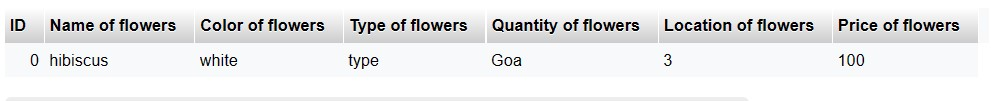 ID Name of flowers Color of flowers Type of flowers Quantity of flowers Location of flowers Price of flowers
0 hibiscus white type Goa 3 100